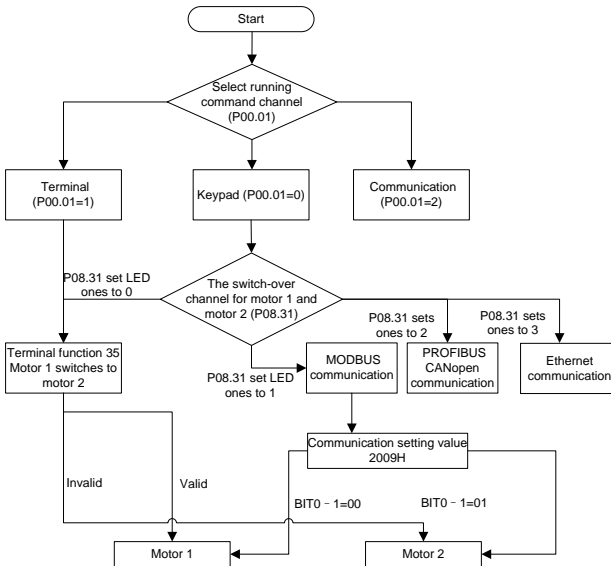 Start
Select running
command channel
(P00.01)
Terminal
(P00.01=1)
Keypad (P00.01=0)
Communication
(P00.01=2)
P08.31 set LED
ones to 0
The switch-over
channel for motor 1 and
motor 2 (P08.31)
P08.31 sets
ones to 2
P08.31 sets
ones to 3
Terminal function 35
Motor 1 switches to
motor 2
P08.31 set LED
ones to 1
MODBUS
communication
PROFIBUS
CANopen
communication
Ethernet
communication
Communication setting value
2009H
Invalid
Valid
BIT0﹣1=00
BIT0﹣1=01
Motor 1
Motor 2